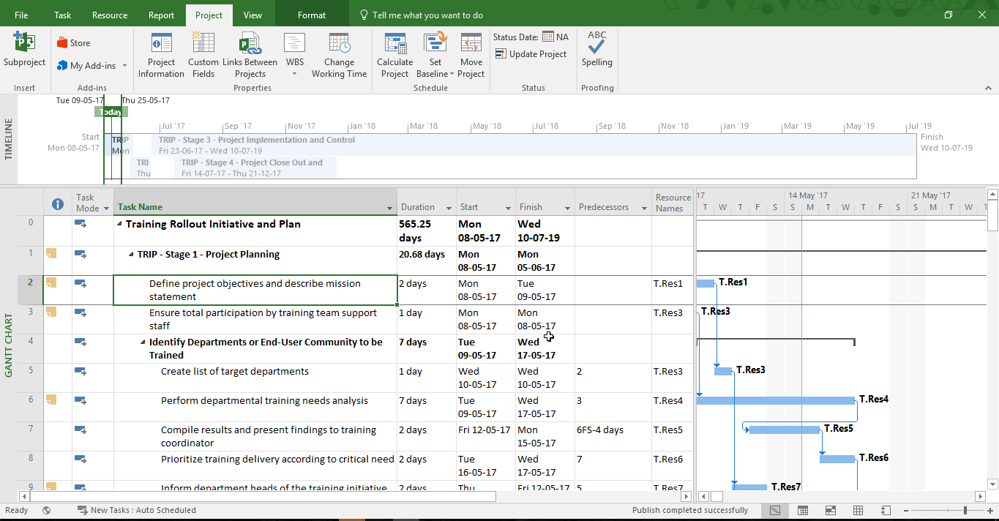 File Task Resource Report Project View Format Tell me what you want to do
Subproject
Insert
Store
My Add-ins
Add-ins
Project Information
Custom Fields
Links Between Projects
WBS
Change Working Time
Properties
Calculate Project
Set Baseline
Move Project
Schedule
Status Date: NA
Update Project
Status
ABC
Spelling
Proofing
TIMELINE
Tue 09-05-17 Thu 25-05-17
Today
Jul '17 Sep '17 Nov '17 Jan '18 Mar '18 May '18 Jul '18 Sep '18 Nov '18 Jan '19 Mar '19 May '19 Jul '19
Start
Mon 08-05-17
TRIP
Mon
TRIP - Stage 3 - Project Implementation and Control
Fri 23-06-17 - Wed 10-07-19
TRI
Thu
TRIP - Stage 4 - Project Close Out and
Fri 14-07-17 - Thu 21-12-17
Finish
Wed 10-07-19
GANTT CHART
Task Mode Task Name Duration Start Finish Predecessors Resource Names
0 Training Rollout Initiative and Plan 565.25 days Mon 08-05-17 Wed 10-07-19
1 TRIP - Stage 1 - Project Planning 20.68 days Mon 08-05-17 Mon 05-06-17
2 Define project objectives and describe mission statement 2 days Mon 08-05-17 Tue 09-05-17 T.Res1
3 Ensure total participation by training team support staff 1 day Mon 08-05-17 Mon 08-05-17 T.Res3
4 Identify Departments or End-User Community to be Trained 7 days Tue 09-05-17 Wed 17-05-17
5 Create list of target departments 1 day Wed 10-05-17 Wed 10-05-17 2 T.Res3
6 Perform departmental training needs analysis 7 days Tue 09-05-17 Wed 17-05-17 3 T.Res4
7 Compile results and present findings to training coordinator 2 days Fri 12-05-17 Mon 15-05-17 6FS-4 days T.Res5
8 Prioritize training delivery according to critical need 2 days Tue 16-05-17 Wed 17-05-17 7 T.Res6
9 Inform department heads of the training initiative 2 days Thu Fri 12-05-17 5 T.Res7
17 14 May '17 21 May '17
T W T F S S M T W T F S S M T W T
T.Res1
T.Res3
T.Res3
T.Res4
T.Res5
T.Res6
T.Res7
Ready New Tasks : Auto Scheduled Publish completed successfully